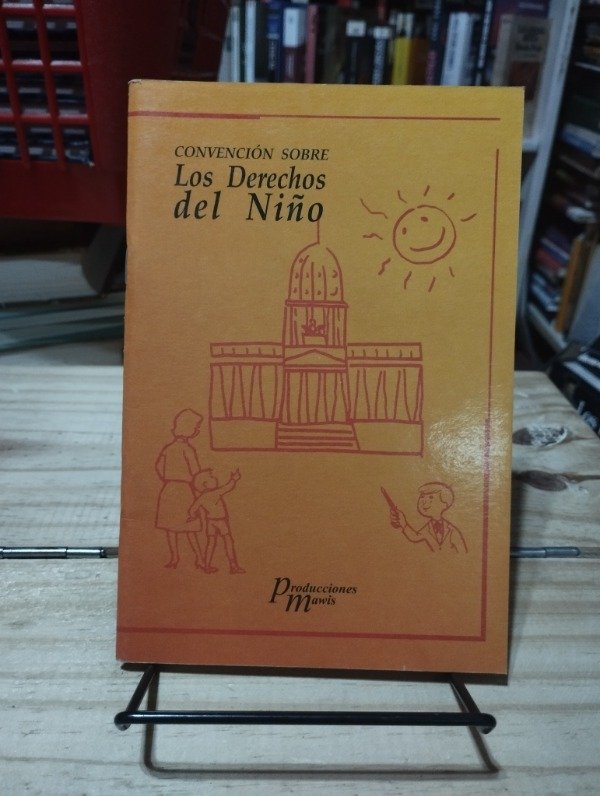 CONVENCIÓN SOBRE
Los Derechos
del Niño
Producciones
Mawis